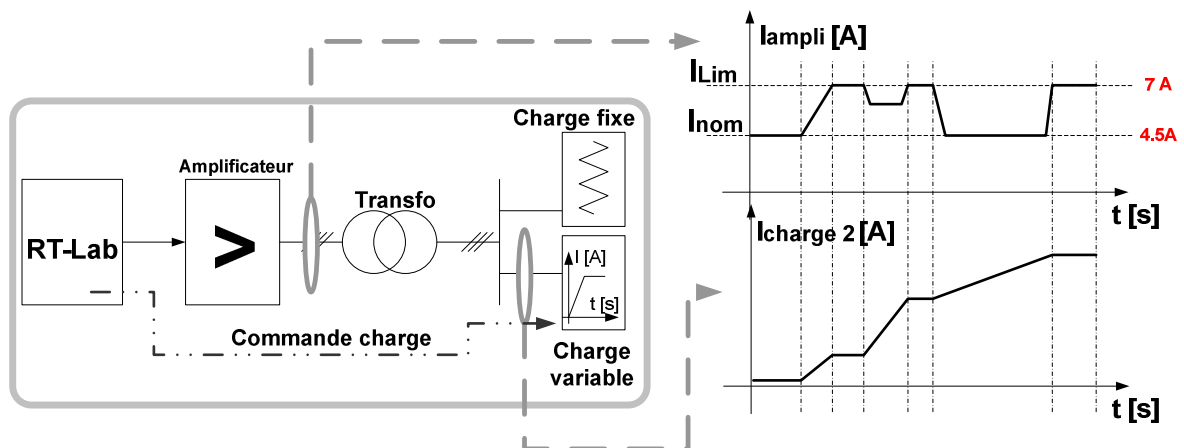 RT-Lab
Amplificateur
>
Transfo
Charge fixe
I [A]
t [s]
Commande charge
Charge
variable
Iampli [A]
ILim
7 A
Inom
4.5A
t [s]
Icharge 2 [A]
t [s]